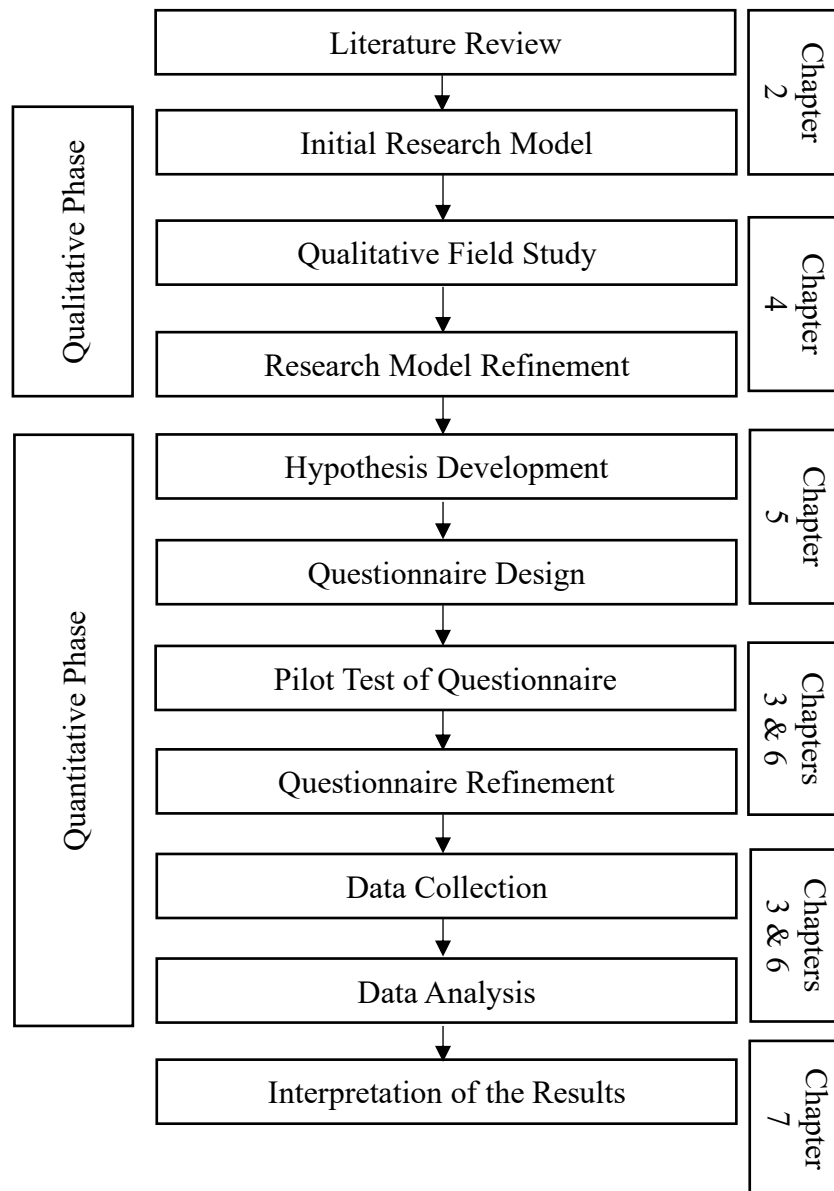 Literature Review
Chapter
2
Initial Research Model
Qualitative Phase
Qualitative Field Study
Chapter
4
Research Model Refinement
Hypothesis Development
Chapter
5
Questionnaire Design
Quantitative Phase
Pilot Test of Questionnaire
Chapters
3 & 6
Questionnaire Refinement
Data Collection
Chapters
3 & 6
Data Analysis
Interpretation of the Results
Chapter
7